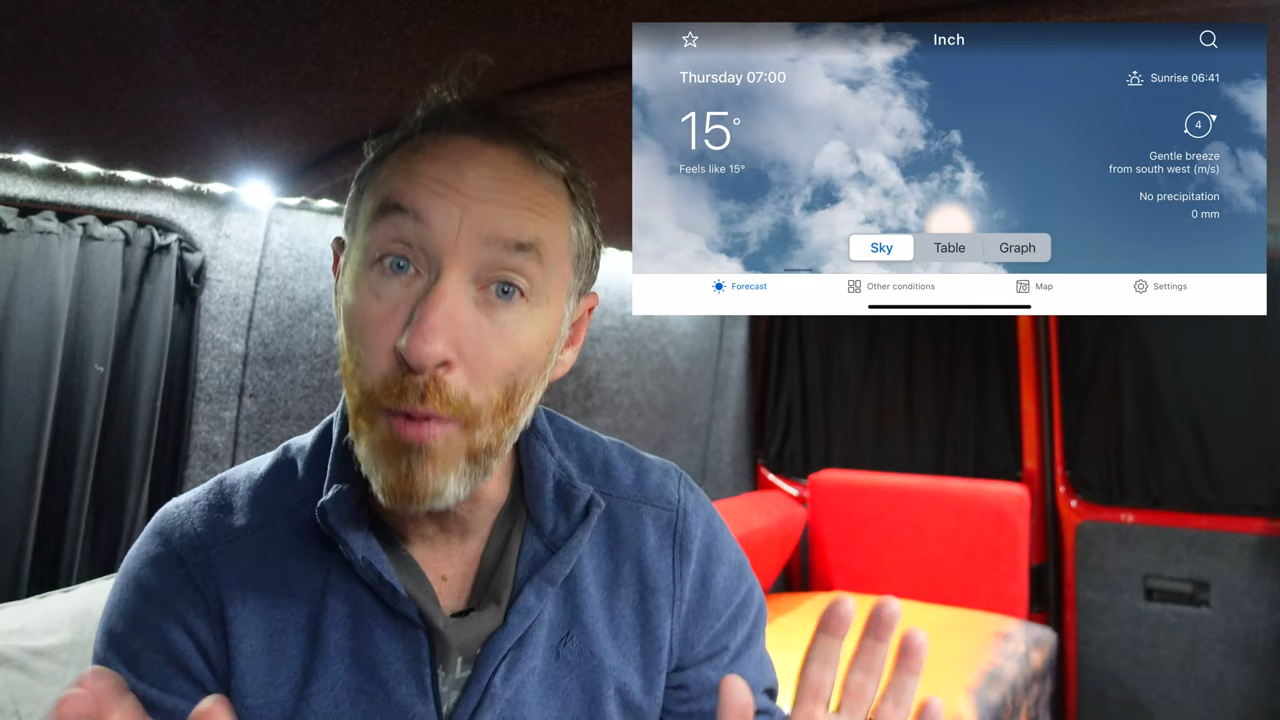 Inch
Thursday 07:00
Sunrise 06:41
15°
4
Feels like 15°
Gentle breeze
from south west (m/s)
No precipitation
0 mm
Sky
Table
Graph
Forecast
Other conditions
Map
Settings